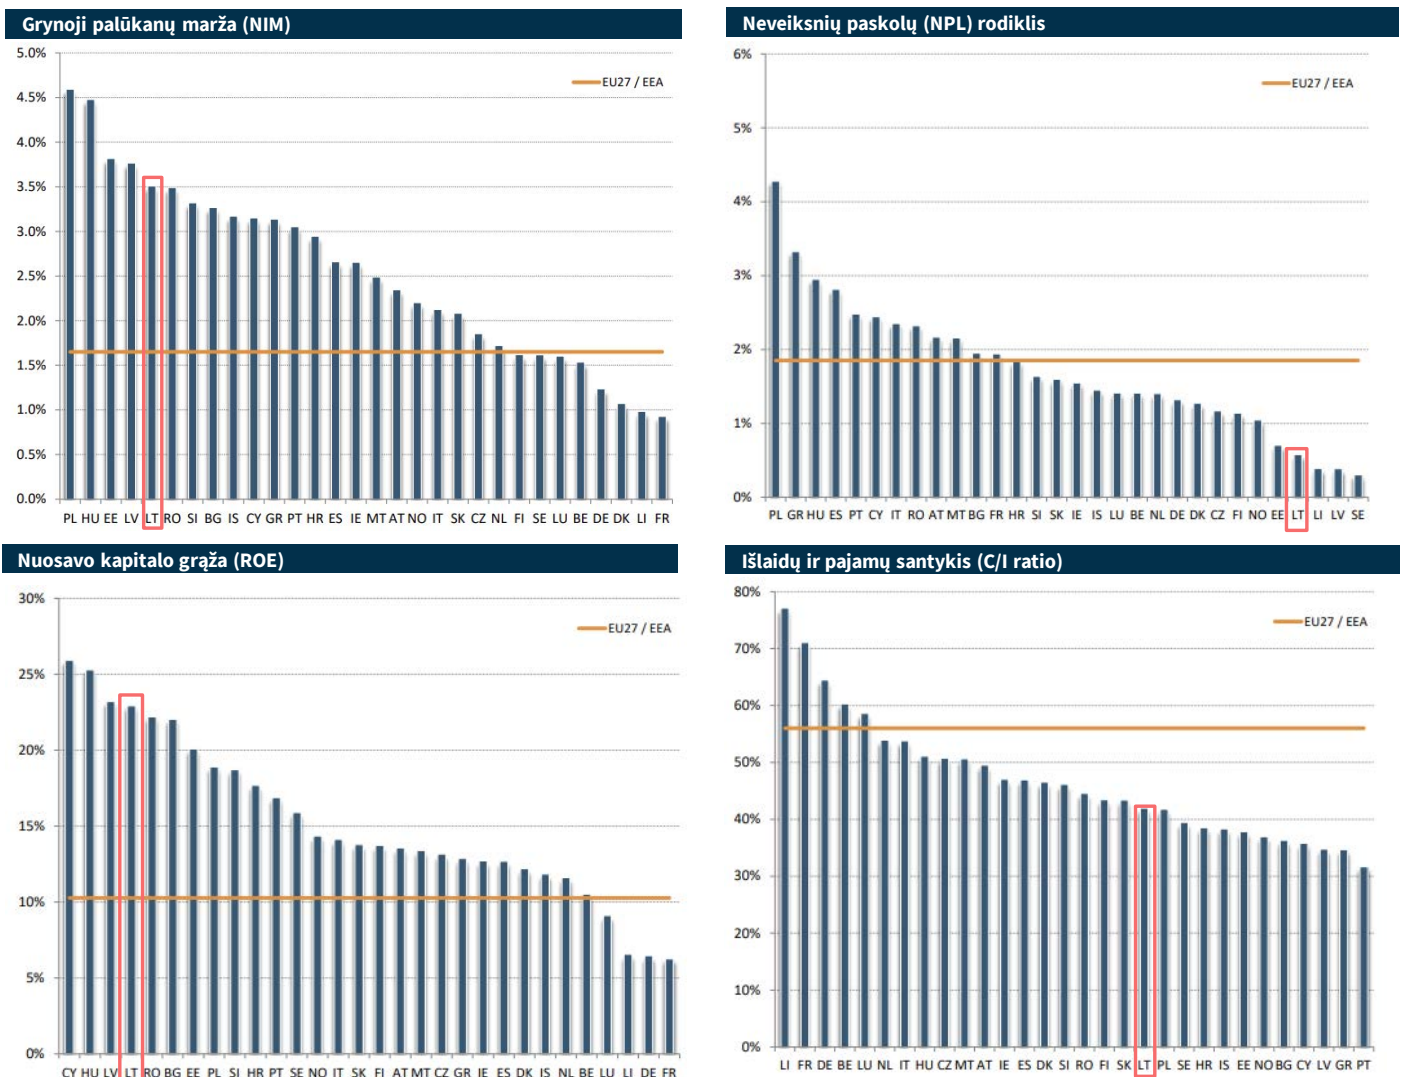 Grynoji palūkanų marža (NIM)
5.0%
4.5%
4.0%
3.5%
3.0%
2.5%
2.0%
1.5%
1.0%
0.5%
0.0%
EU27 / EEA
PL HU EE LV LT RO SI BG IS CY GR PT HR ES IE MT AT NO IT SK CZ NL FI SE LU BE DE DK LI FR
Neveiksnių paskolų (NPL) rodiklis
6%
5%
4%
3%
2%
1%
0%
EU27 / EEA
PL GR HU ES PT CY IT RO AT MT BG FR HR SI SK IE IS LU BE NL DE DK CZ FI NO EE LT LI LV SE
Nuosavo kapitalo grąža (ROE)
30%
25%
20%
15%
10%
5%
0%
EU27 / EEA
CY HU LV LT RO BG EE PL SI HR PT SE NO IT SK FI AT MT CZ GR IE ES DK IS NL BE LU LI DE FR
Išlaidų ir pajamų santykis (C/I ratio)
80%
70%
60%
50%
40%
30%
20%
10%
0%
EU27 / EEA
LI FR DE BE LU NL IT HU CZ MT AT IE ES DK SI RO FI SK LT PL SE HR IS EE NO BG CY LV GR PT